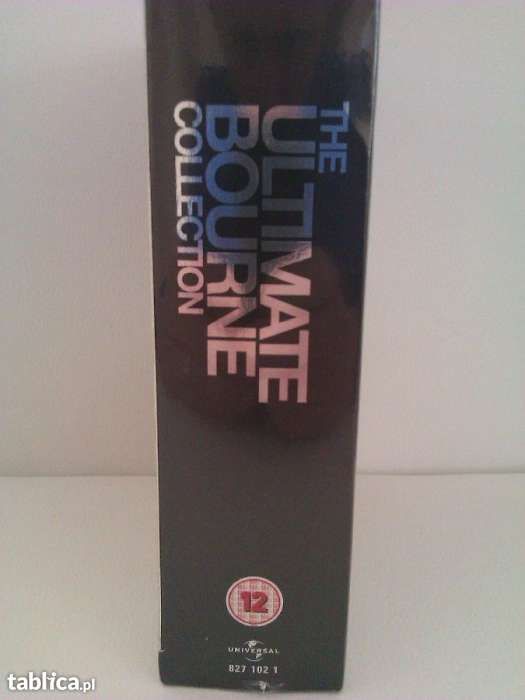 THE
ULTIMATE
BOURNE
COLLECTION
12
UNIVERSAL
827 102 1
tablica.pl